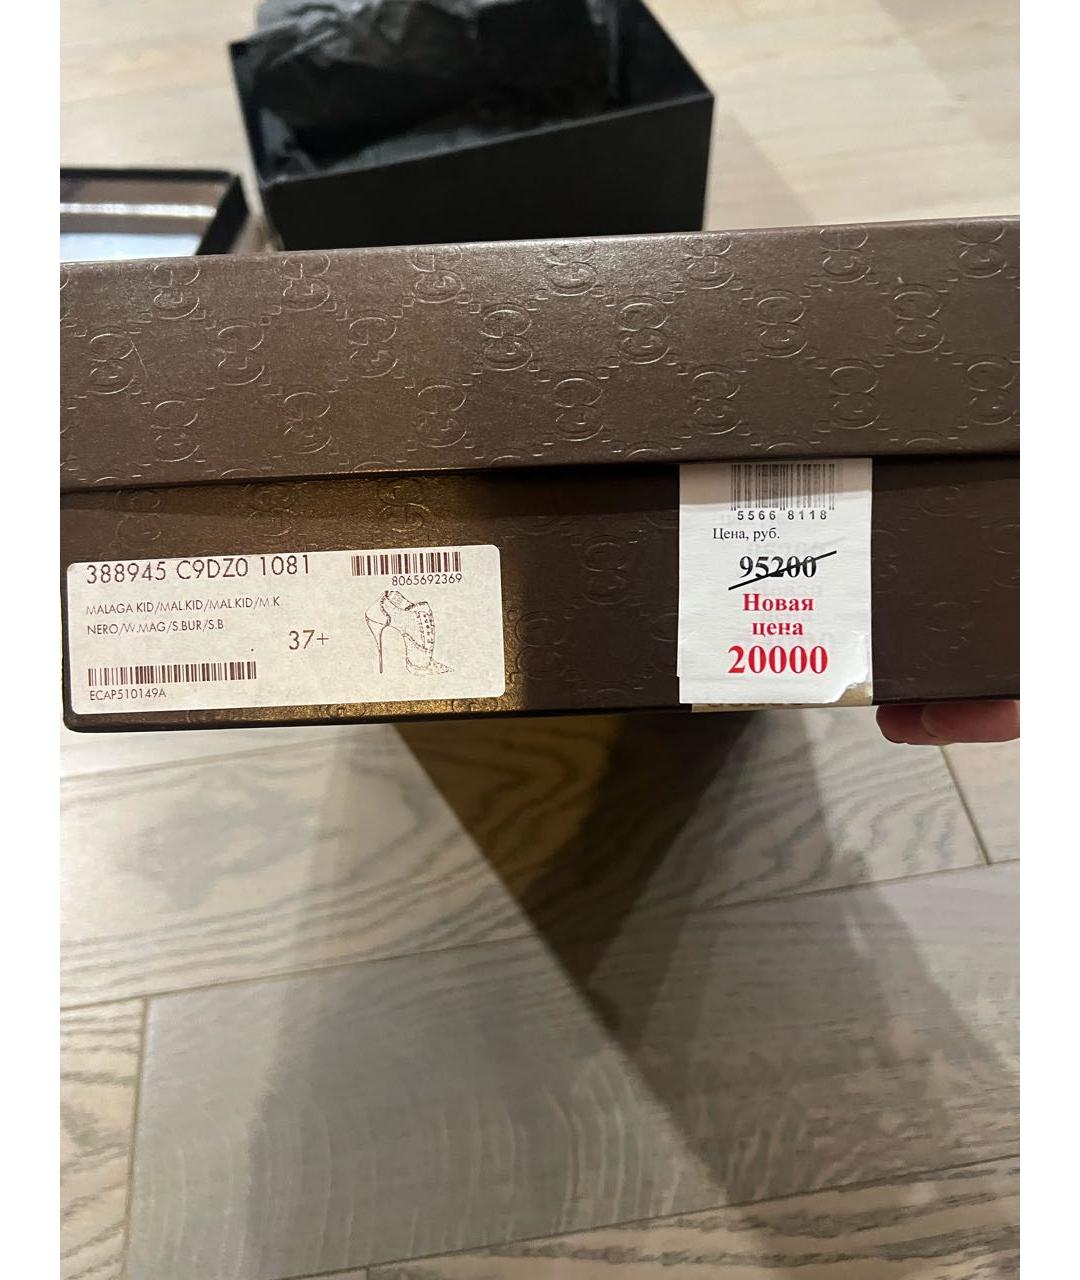 388945 C9DZ0 1081
8065692369
MALAGA KID/MAL.KID/MAL.KID/M.K
NERO/W.MAG/S.BUR/S.B
37+
ECAP510149A
5566 8118
Цена, руб.
95200
Новая
цена
20000